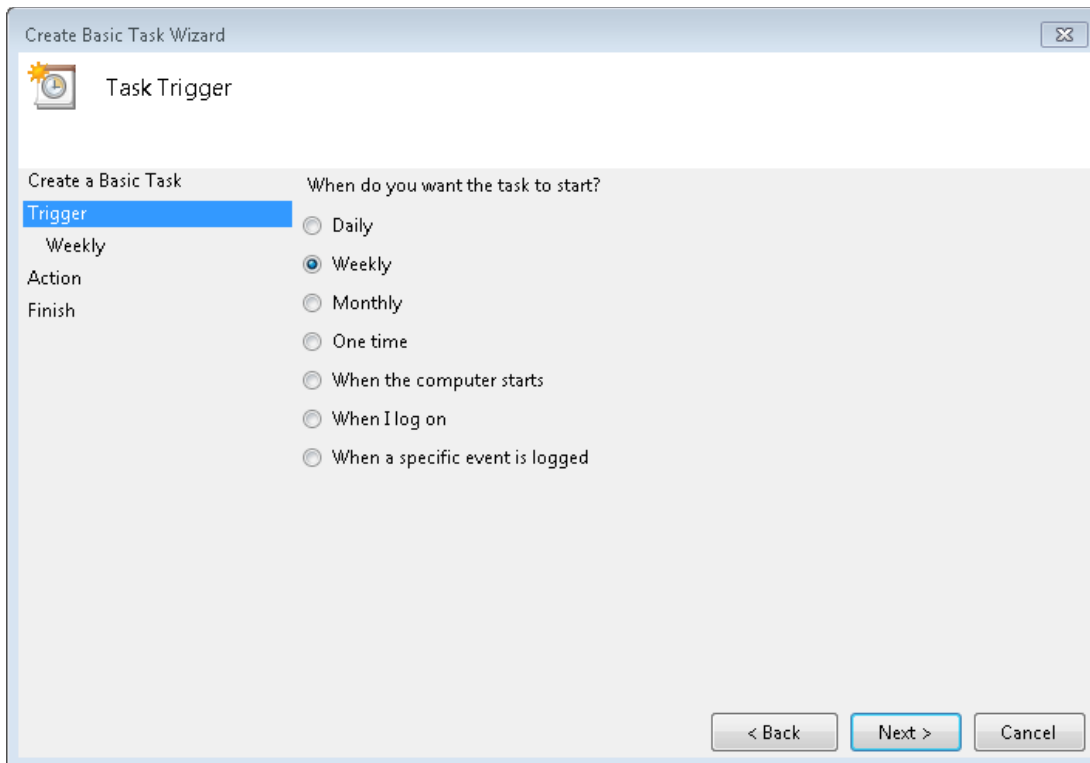 Create Basic Task Wizard
Task Trigger
Create a Basic Task
Trigger
Weekly
Action
Finish
When do you want the task to start?
Daily
Weekly
Monthly
One time
When the computer starts
When I log on
When a specific event is logged
< Back
Next >
Cancel